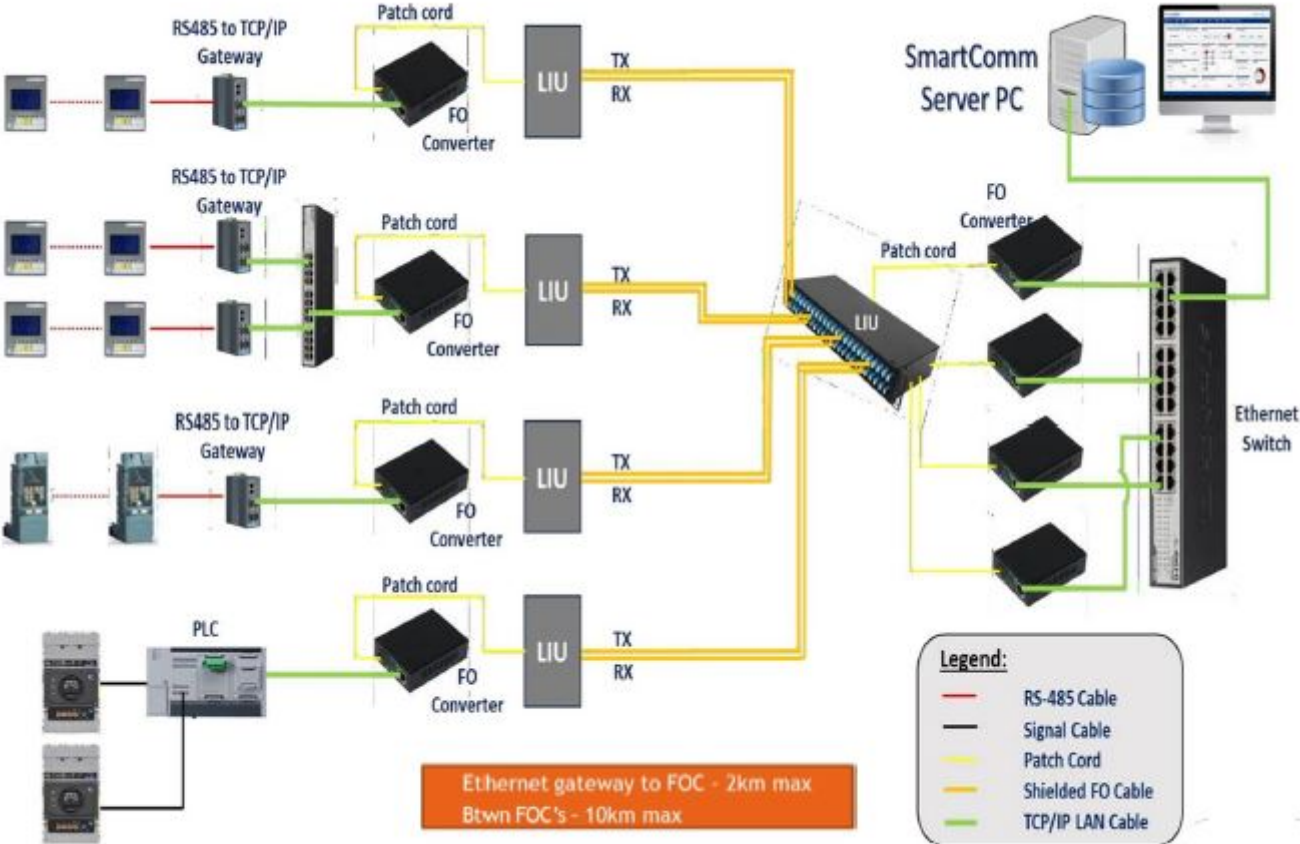 Patch cord
RS485 to TCP/IP
Gateway
LIU
TX
RX
FO
Converter
SmartComm
Server PC
RS485 to TCP/IP
Gateway
Patch cord
LIU
TX
RX
FO
Converter
FO
Converter
Patch cord
LIU
Ethernet
Switch
RS485 to TCP/IP
Gateway
Patch cord
LIU
TX
RX
FO
Converter
PLC
Patch cord
LIU
TX
RX
FO
Converter
Ethernet gateway to FOC - 2km max
Btwn FOC's - 10km max
Legend:
RS-485 Cable
Signal Cable
Patch Cord
Shielded FO Cable
TCP/IP LAN Cable